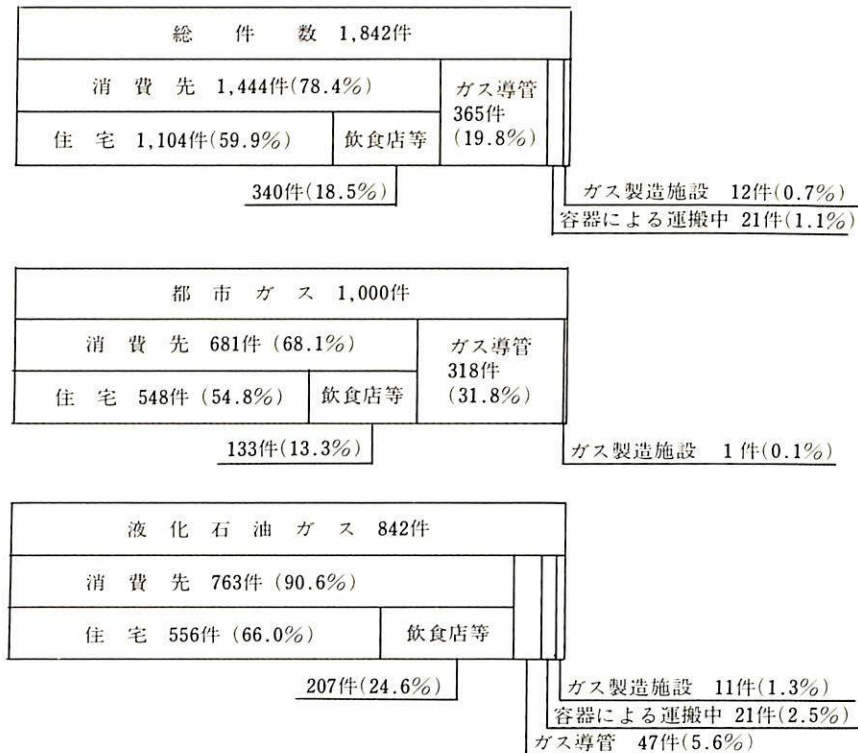 総 件 数 1,842件
消 費 先 1,444件(78.4%)
ガス導管
365件
(19.8%)
住 宅 1,104件(59.9%)
飲食店等
340件(18.5%)
ガス製造施設 12件(0.7%)
容器による運搬中 21件(1.1%)
都 市 ガ ス 1,000件
消 費 先 681件 (68.1%)
ガス導管
318件
(31.8%)
住 宅 548件 (54.8%)
飲食店等
133件(13.3%)
ガス製造施設 1件(0.1%)
液 化 石 油 ガ ス 842件
消 費 先 763件 (90.6%)
住 宅 556件 (66.0%)
飲食店等
207件(24.6%)
ガス製造施設 11件(1.3%)
容器による運搬中 21件(2.5%)
ガス導管 47件(5.6%)